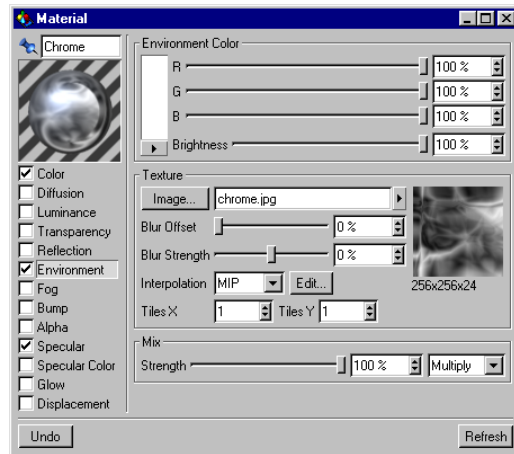 Material
Chrome
Environment Color
R 100 %
G 100 %
B 100 %
Brightness 100 %
Color
Diffusion
Luminance
Transparency
Reflection
Environment
Fog
Bump
Alpha
Specular
Specular Color
Glow
Displacement
Texture
Image... chrome.jpg
Blur Offset 0 %
Blur Strength 0 %
Interpolation MIP Edit... 256x256x24
Tiles X 1 Tiles Y 1
Mix
Strength 100 % Multiply
Undo Refresh